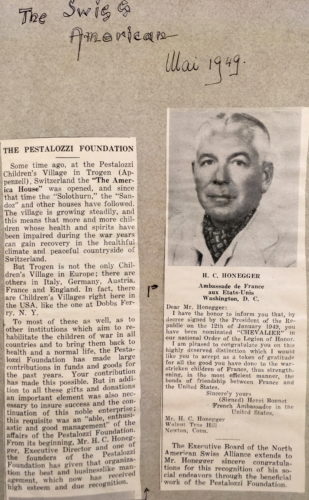 The Swiss
American
Mai 1949.
THE PESTALOZZI FOUNDATION
Some time ago, at the Pestalozzi
Children's Village in Trogen (Ap-
penzell), Switzerland the "The Amer-
ica House" was opened, and since
that time the "Solothurn," the "San-
doz" and other houses have followed.
The village is growing steadily, and
this means that more and more chil-
dren whose health and spirits have
been impaired during the war years
can gain recovery in the healthful
climate and peaceful countryside of
Switzerland.
But Trogen is not the only Chil-
dren's Village in Europe; there are
others in Italy, Germany, Austria,
France and England. In fact, there
are Children's Villages right here in
the USA, like the one at Dobbs Fer-
ry, N. Y.
To most of these as well, as to
other institutions which aim to re-
habilitate the children of war in all
countries and to bring them back to
health and a normal life, the Pesta-
lozzi Foundation has made large
contributions in funds and goods for
the past years. Your contribution
has made this possible. But in addi-
tion to all these gifts and donations
an important element was also nec-
essary to insure success and the con-
tinuation of this noble enterprise;
this requisite was an "able, enthusi-
astic and good management" of the
affairs of the Pestalozzi Foundation.
From its beginning, Mr. H. C. Honeg-
ger, Executive Director and one of
the founders of the Pestalozzi
Foundation has given the organiza-
tion the best and businesslike man-
agement, which now has received
high esteem and due recognition.
H. C. HONEGGER
Ambassade de France
aux Etats-Unis
Washington, D. C.
Dear Mr. Honegger:
I have the honor to inform you that, by
decree signed by the President of the Re-
public on the 12th of January 1949, you
have been nominated "CHEVALIER" in
our national Order of the Legion of Honor.
I am pleased to congratulate you on this
highly deserved distinction which I would
like you to accept as a token of gratitude
for all the good you have done to the war-
stricken children of France, thus strength-
ening, in the most efficient manner, the
bonds of friendship between France and
the United States.
Sincerely yours
(Signed) Henri Bonnet
French Ambassador in the
United States.
Mr. H. C. Honegger
Walnut Tree Hill
Newton, Conn.
The Executive Board of the North
American Swiss Alliance extends to
Mr. Honegger sincere congratula-
tions for this recognition of his so-
cial endeavors through the beneficial
work of the Pestalozzi Foundation.